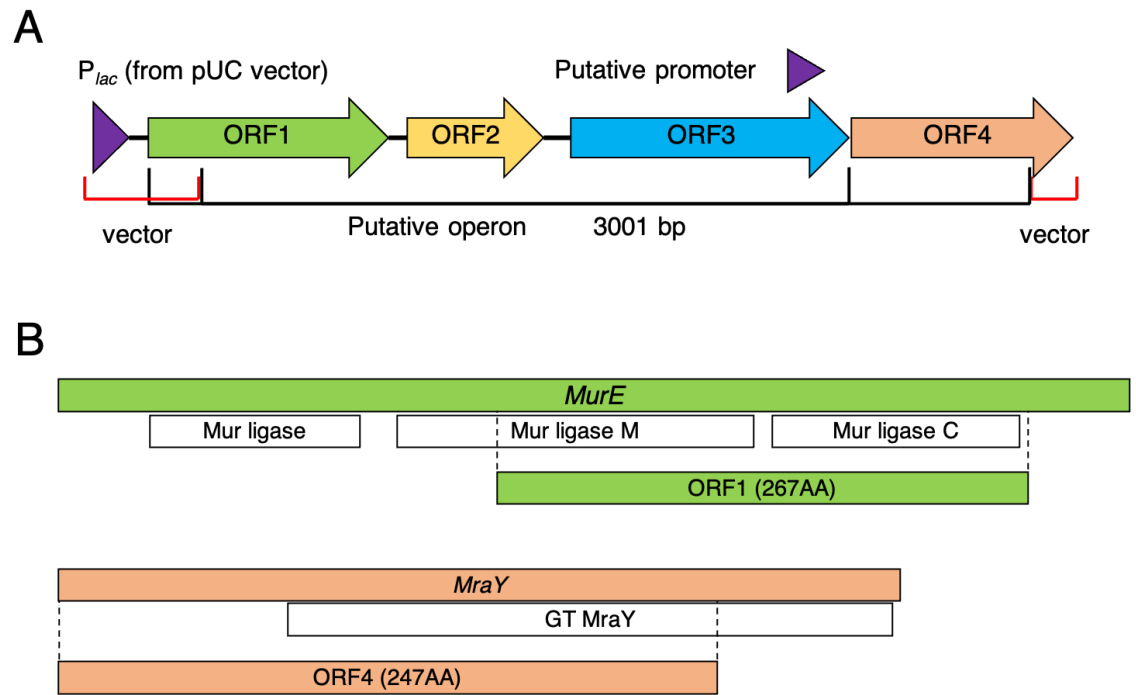 A
P lac (from pUC vector)
Putative promoter
ORF1
ORF2
ORF3
ORF4
vector
Putative operon
3001 bp
vector
B
MurE
Mur ligase
Mur ligase M
Mur ligase C
ORF1 (267AA)
MraY
GT MraY
ORF4 (247AA)